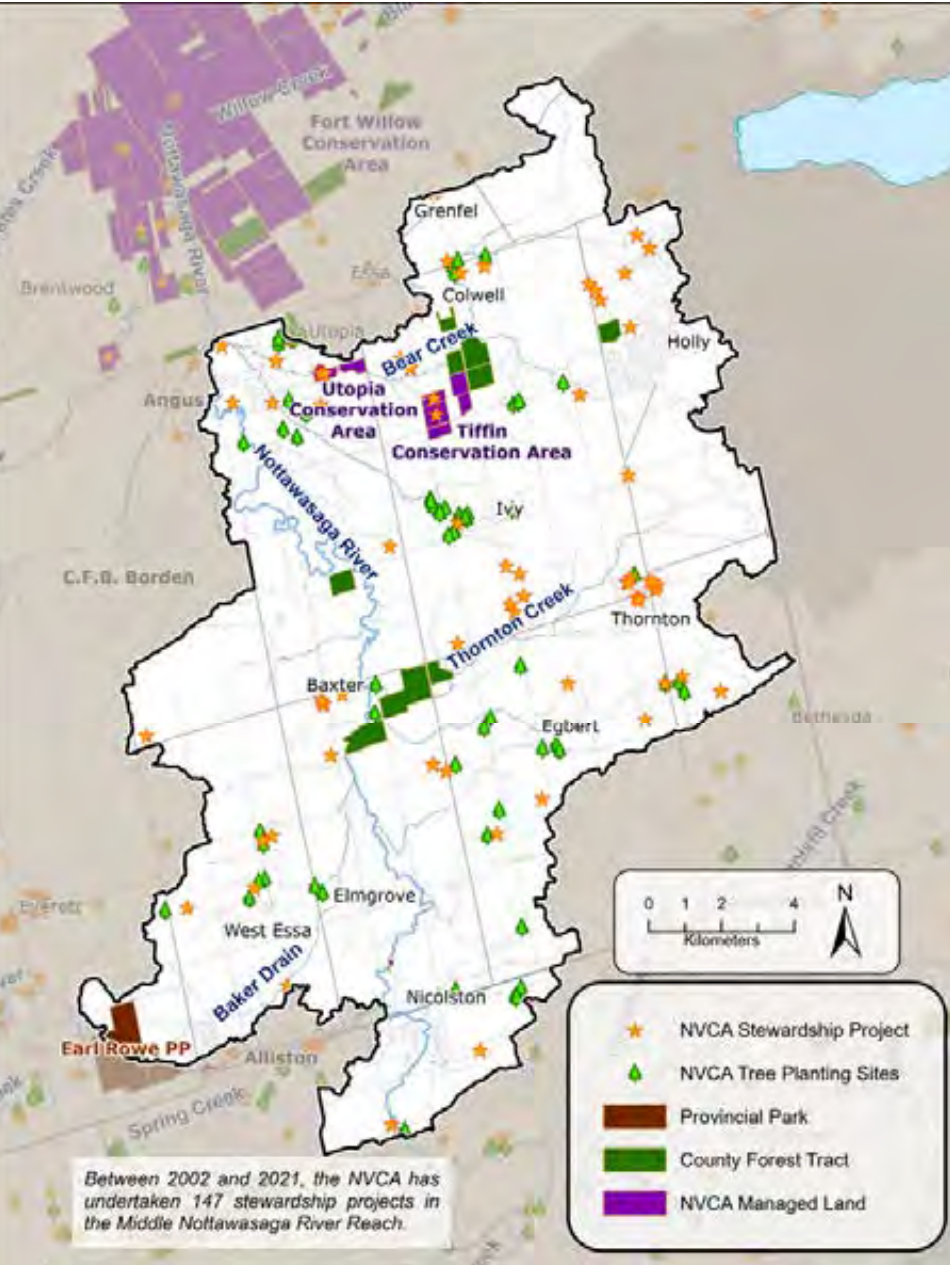 Willow Creek
Fort Willow
Conservation
Area
Nottawasaga River
Grenfel
Essa
Brentwood
Colwell
Utopia
Bear Creek
Holly
Utopia
Conservation
Area
Angus
Tiffin
Conservation Area
Nottawasaga River
Ivy
C.F.B. Borden
Thornton Creek
Thornton
Baxter
Egbert
Bethesda
Creek
Everett
Elmgrove
West Essa
Baker Drain
Nicolston
Earl Rowe PP
Alliston
Spring Creek
N
0 1 2 4
Kilometers
NVCA Stewardship Project
NVCA Tree Planting Sites
Provincial Park
County Forest Tract
NVCA Managed Land
Between 2002 and 2021, the NVCA has
undertaken 147 stewardship projects in
the Middle Nottawasaga River Reach.